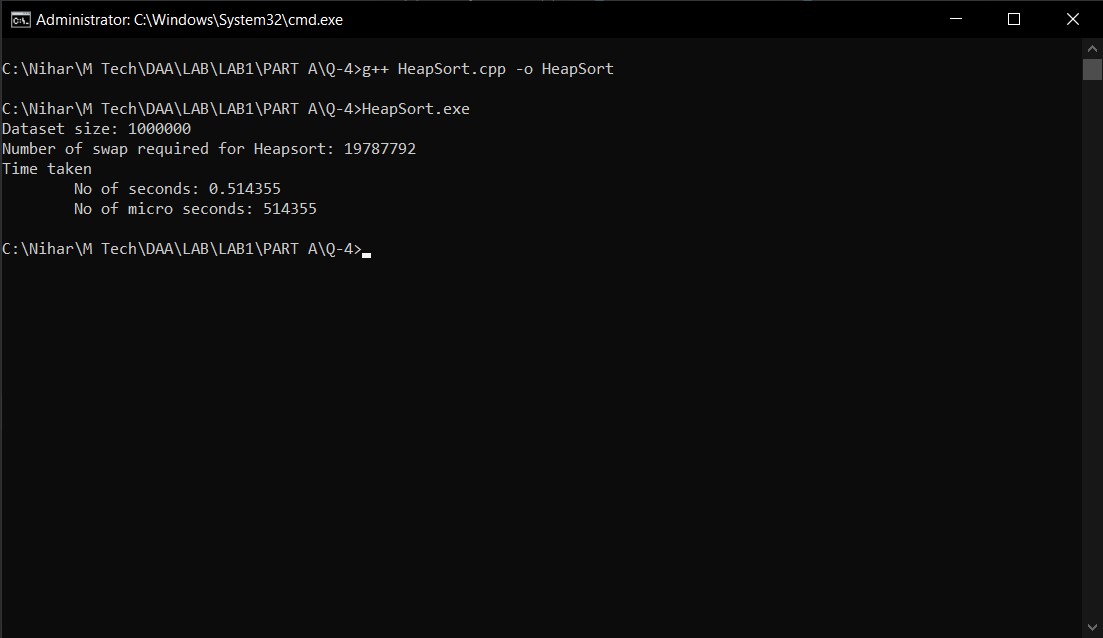 Administrator: C:\Windows\System32\cmd.exe
C:\Nihar\M Tech\DAA\LAB\LAB1\PART A\Q-4>g++ HeapSort.cpp -o HeapSort
C:\Nihar\M Tech\DAA\LAB\LAB1\PART A\Q-4>HeapSort.exe
Dataset size: 1000000
Number of swap required for Heapsort: 19787792
Time taken
        No of seconds: 0.514355
        No of micro seconds: 514355
C:\Nihar\M Tech\DAA\LAB\LAB1\PART A\Q-4>